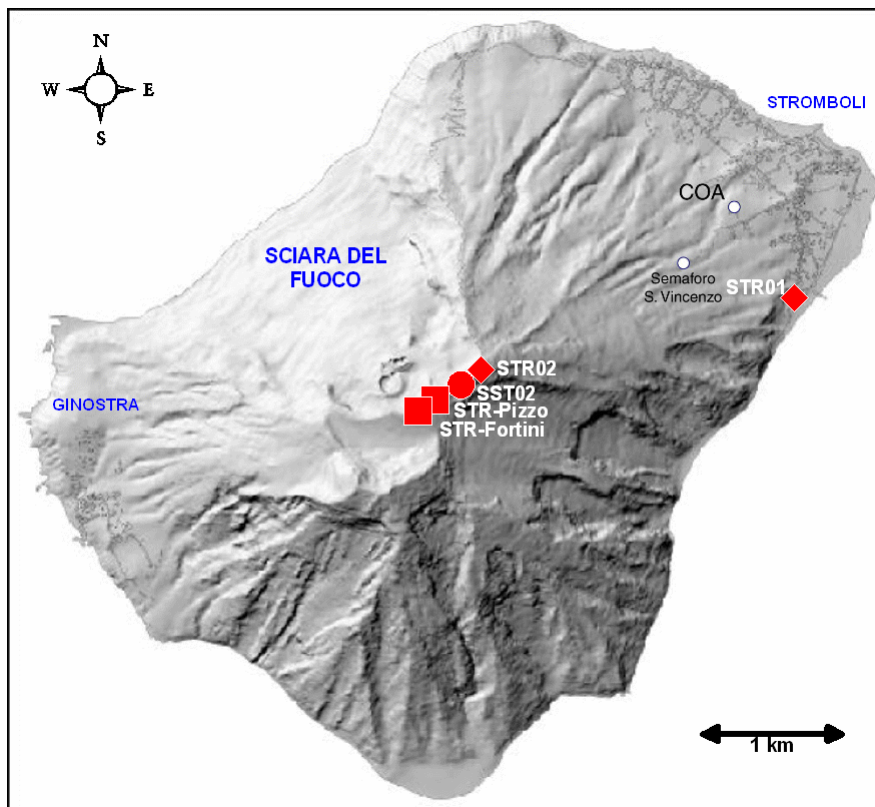 N
W E
S
STROMBOLI
COA
SCIARA DEL
FUOCO
Semaforo
S. Vincenzo
STR01
STR02
SST02
GINOSTRA
STR-Pizzo
STR-Fortini
1 km